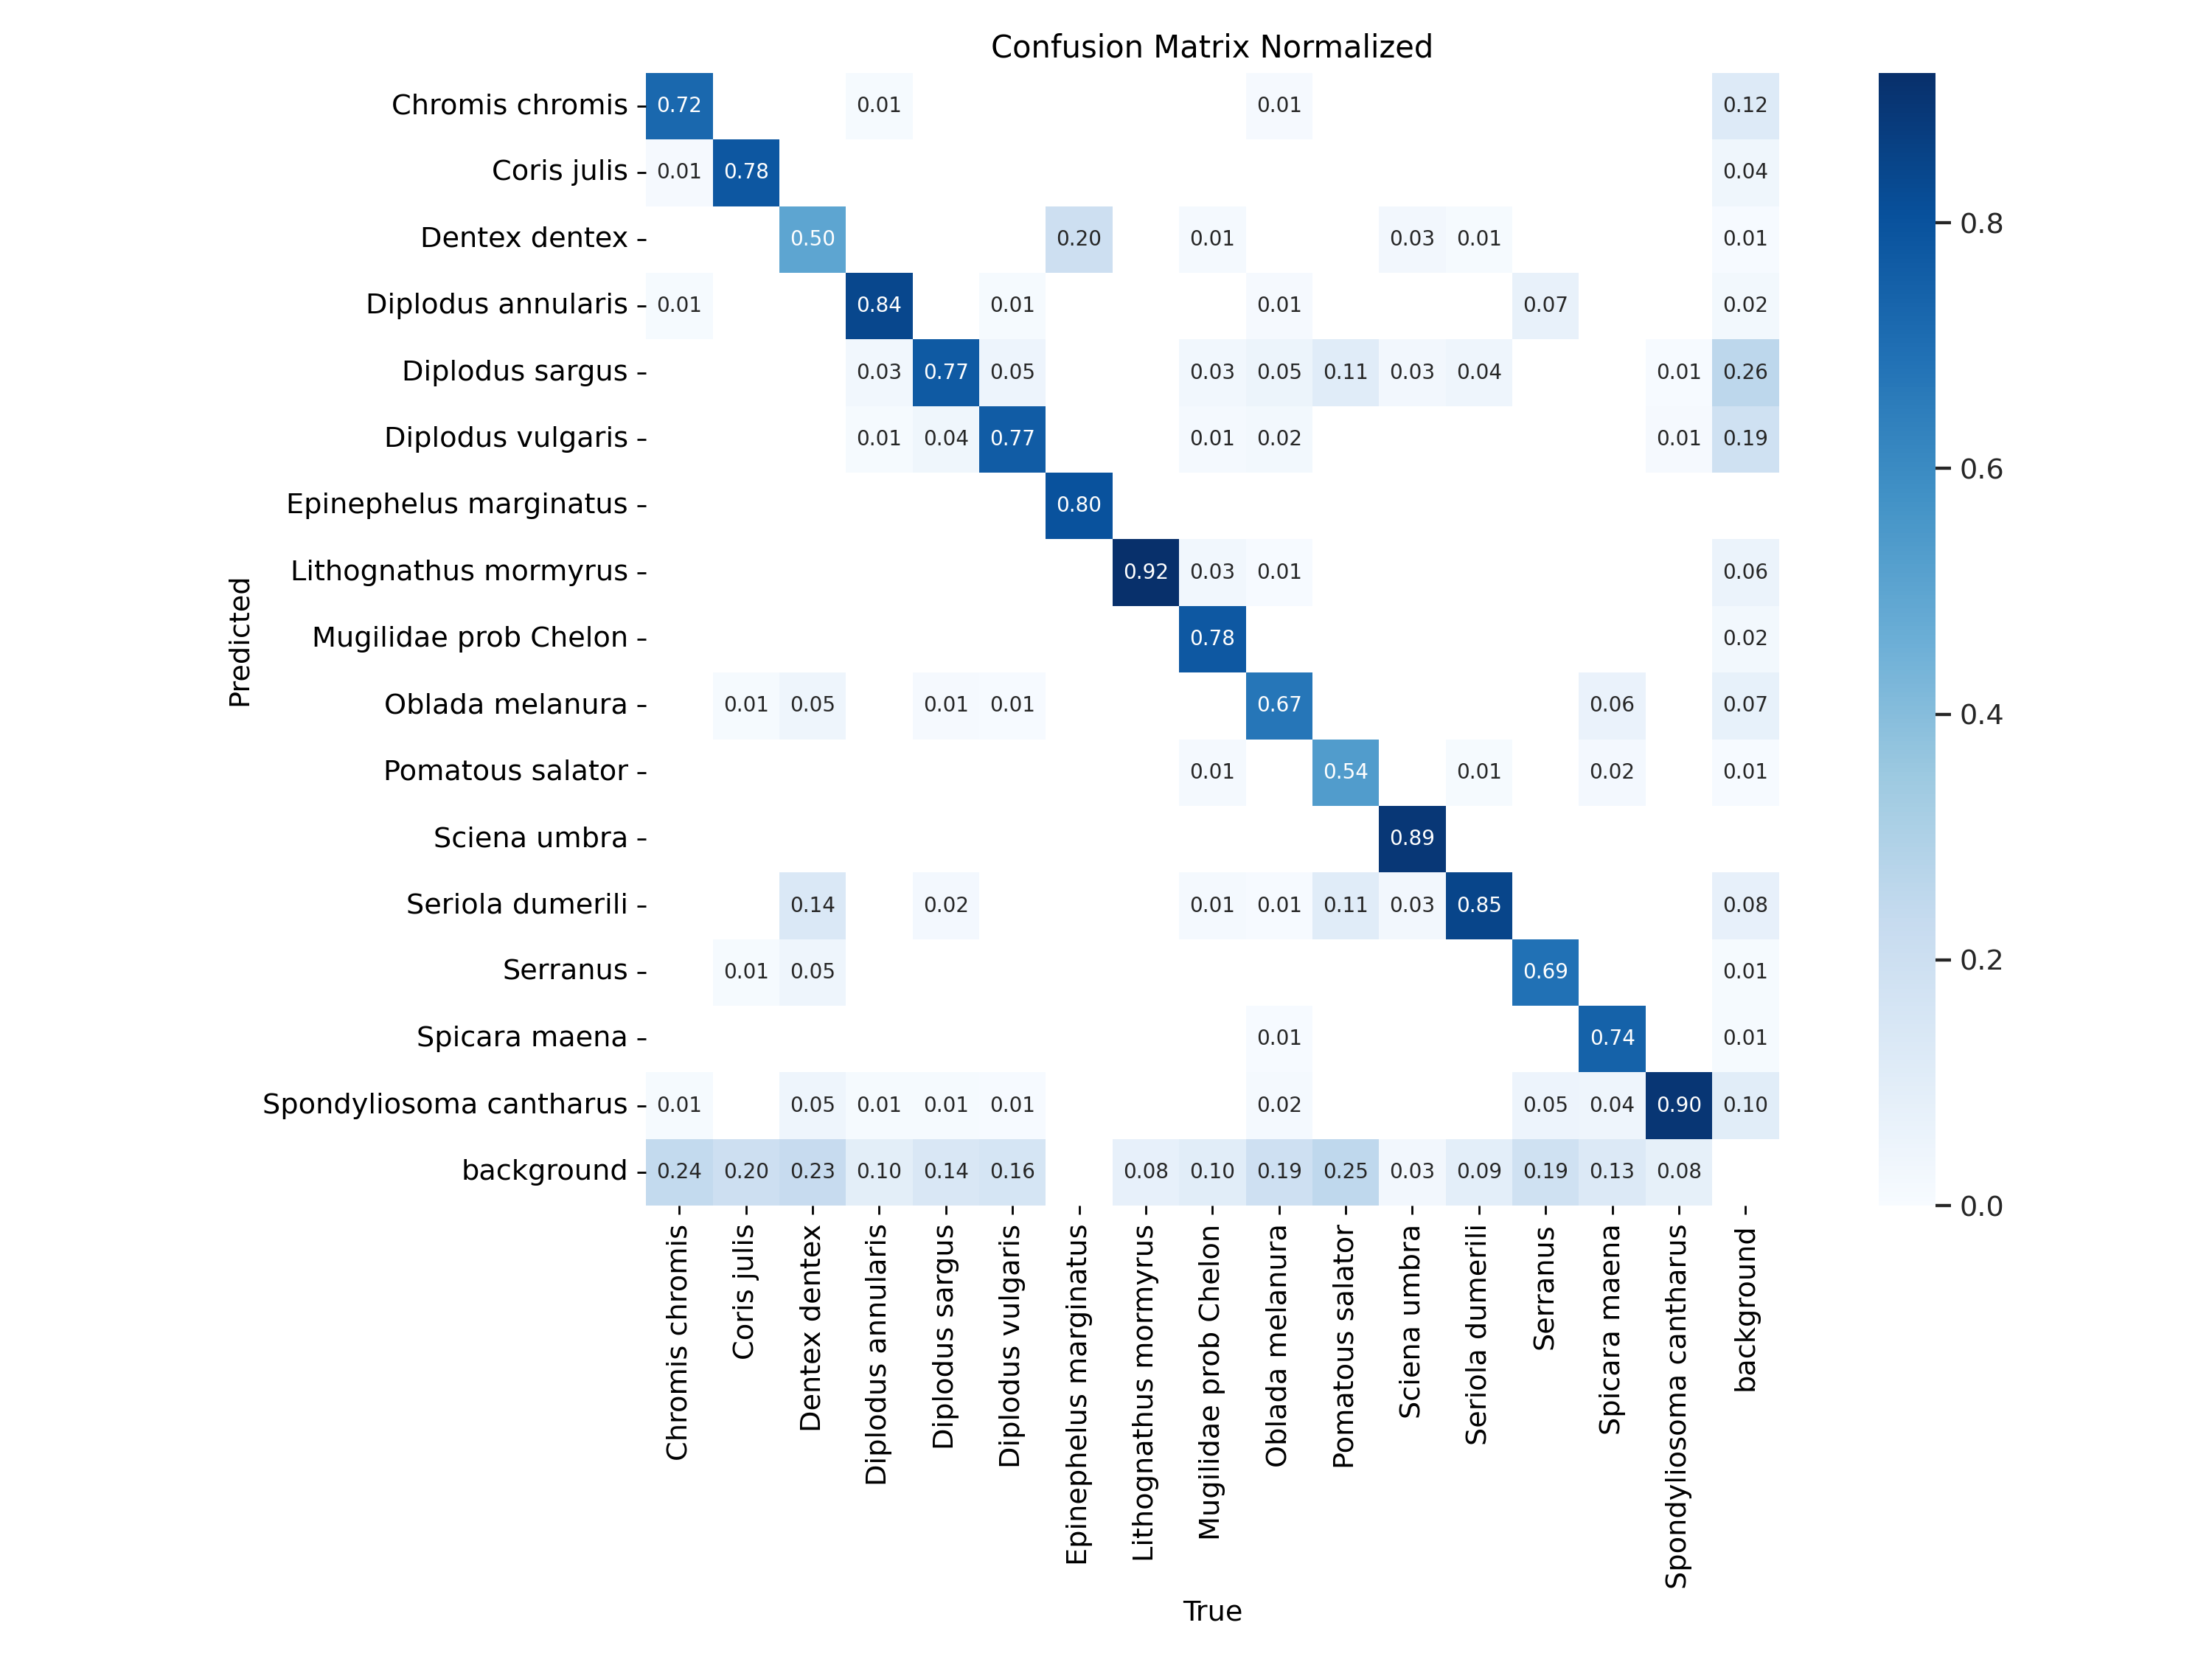 Confusion Matrix Normalized
Chromis chromis 0.72 0.01 0.01 0.12
Coris julis 0.01 0.78 0.04
Dentex dentex 0.50 0.20 0.01 0.03 0.01 0.01
Diplodus annularis 0.01 0.84 0.01 0.01 0.07 0.02
Diplodus sargus 0.03 0.77 0.05 0.03 0.05 0.11 0.03 0.04 0.01 0.26
Diplodus vulgaris 0.01 0.04 0.77 0.01 0.02 0.01 0.19
Epinephelus marginatus 0.80
Lithognathus mormyrus 0.92 0.03 0.01 0.06
Mugilidae prob Chelon 0.78 0.02
Oblada melanura 0.01 0.05 0.01 0.01 0.67 0.06 0.07
Pomatous salator 0.01 0.54 0.01 0.02 0.01
Sciena umbra 0.89
Seriola dumerili 0.14 0.02 0.01 0.01 0.11 0.03 0.85 0.08
Serranus 0.01 0.05 0.69 0.01
Spicara maena 0.01 0.74 0.01
Spondyliosoma cantharus 0.01 0.05 0.01 0.01 0.01 0.02 0.05 0.04 0.90 0.10
background 0.24 0.20 0.23 0.10 0.14 0.16 0.08 0.10 0.19 0.25 0.03 0.09 0.19 0.13 0.08
Predicted
Chromis chromis
Coris julis
Dentex dentex
Diplodus annularis
Diplodus sargus
Diplodus vulgaris
Epinephelus marginatus
Lithognathus mormyrus
Mugilidae prob Chelon
Oblada melanura
Pomatous salator
Sciena umbra
Seriola dumerili
Serranus
Spicara maena
Spondyliosoma cantharus
background
True
0.8
0.6
0.4
0.2
0.0